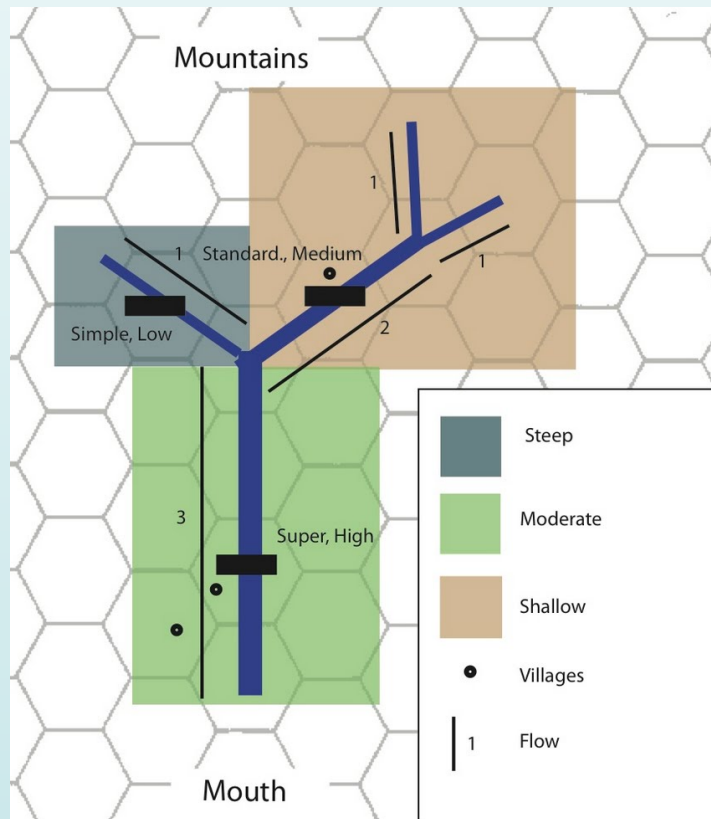 Mountains
1
1
Standard., Medium
1
Simple, Low
2
3
Super, High
Mouth
Steep
Moderate
Shallow
Villages
1 Flow